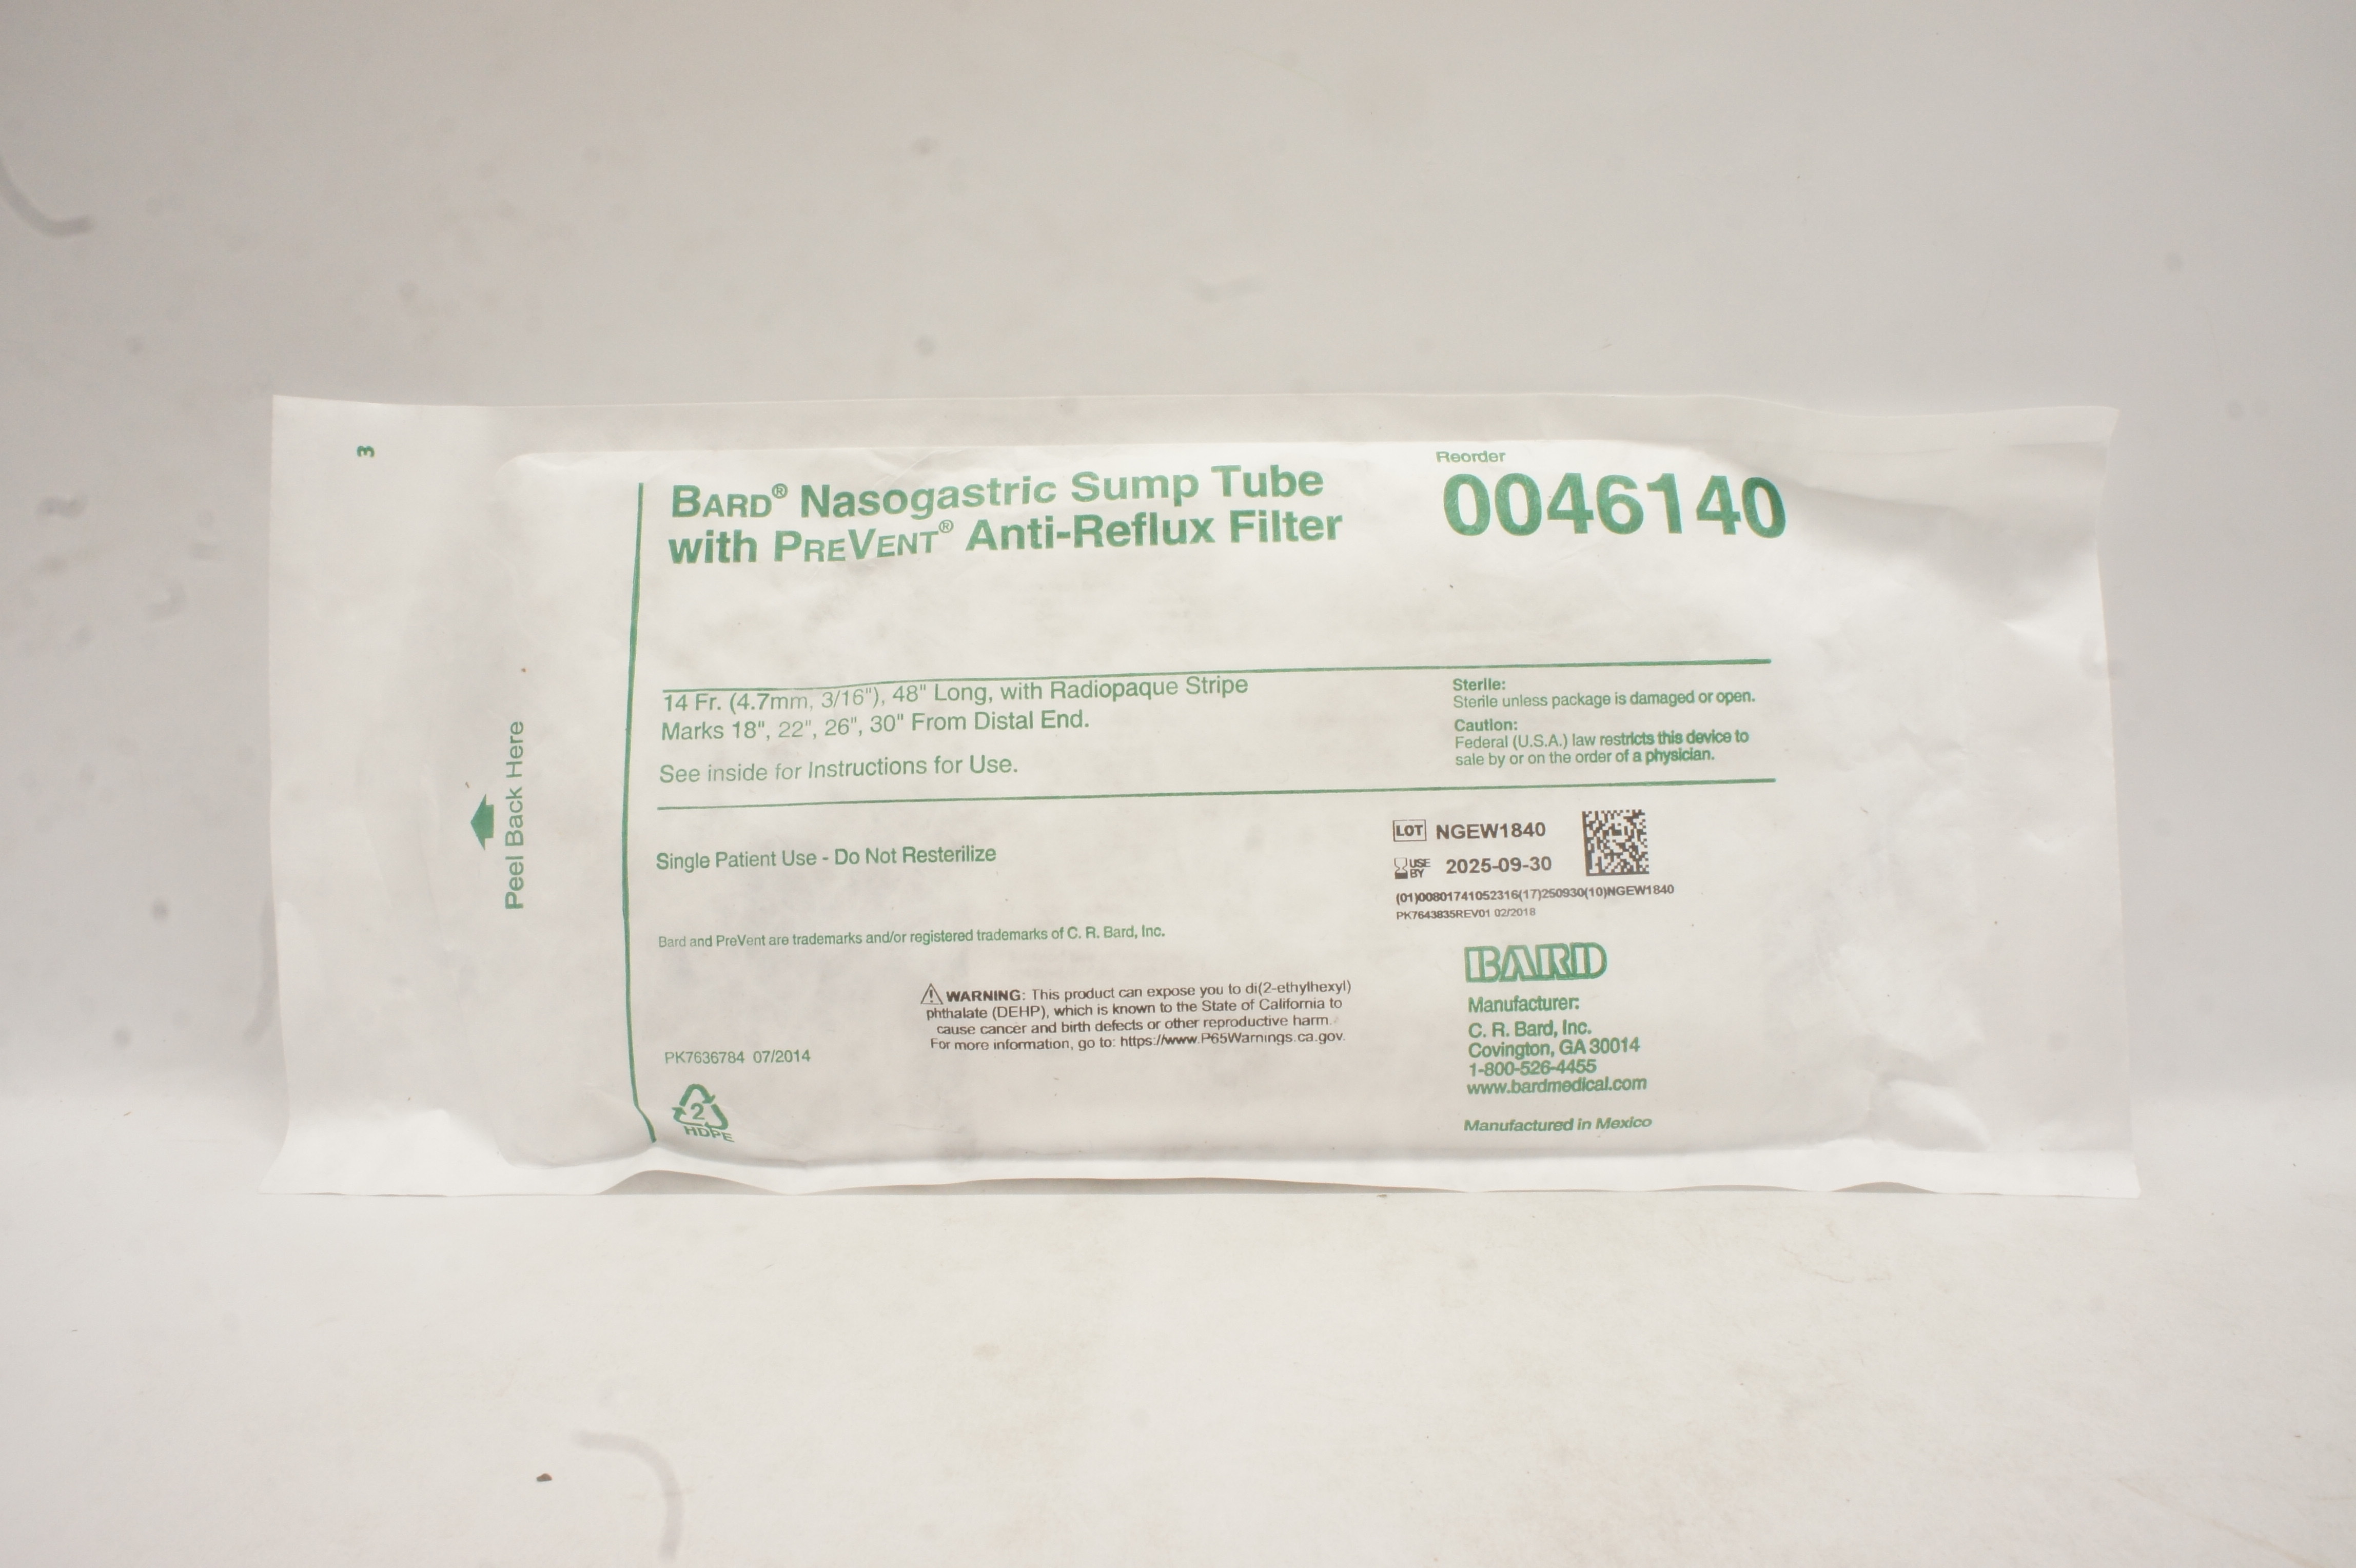 3
Peel Back Here
BARD® Nasogastric Sump Tube
with PREVENT® Anti-Reflux Filter
Reorder
0046140
14 Fr. (4.7mm, 3/16"), 48" Long, with Radiopaque Stripe
Marks 18", 22", 26", 30" From Distal End.
See inside for Instructions for Use.
Sterile:
Sterile unless package is damaged or open.
Caution:
Federal (U.S.A.) law restricts this device to
sale by or on the order of a physician.
Single Patient Use - Do Not Resterilize
LOT NGEW1840
USE BY 2025-09-30
(01)00801741052316(17)250930(10)NGEW1840
PK7643835REV01 02/2018
Bard and PreVent are trademarks and/or registered trademarks of C. R. Bard, Inc.
WARNING: This product can expose you to di(2-ethylhexyl)
phthalate (DEHP), which is known to the State of California to
cause cancer and birth defects or other reproductive harm.
For more information, go to: https://www.P65Warnings.ca.gov.
PK7636784 07/2014
2
HDPE
BARD
Manufacturer:
C. R. Bard, Inc.
Covington, GA 30014
1-800-526-4455
www.bardmedical.com
Manufactured in Mexico